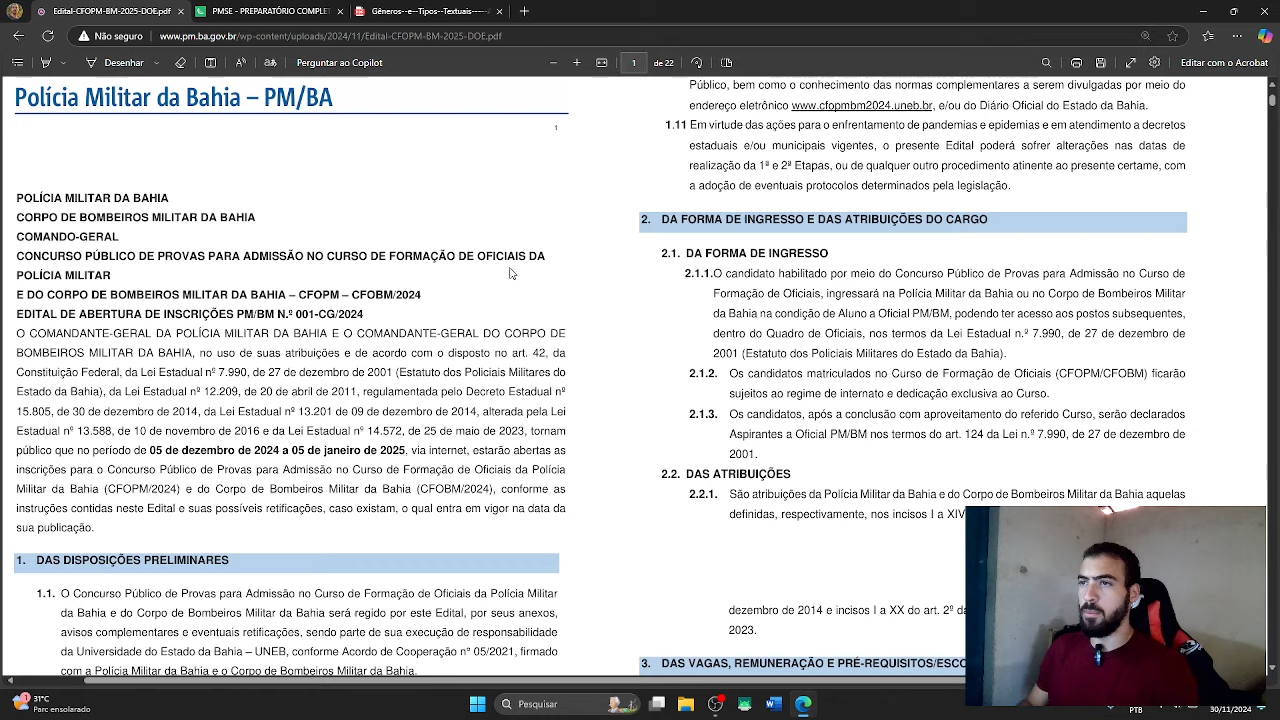 Edital-CFOPM-BM-2025-DOE.pdf
PMSE - PREPARATÓRIO COMPLET
Gêneros-e-Tipos-Textuais-
Não seguro
www.pm.ba.gov.br/wp-content/uploads/2024/11/Edital-CFOPM-BM-2025-DOE.pdf
Desenhar
Perguntar ao Copilot
1
de 22
Editar com o Acrobat
Polícia Militar da Bahia – PM/BA
1
POLÍCIA MILITAR DA BAHIA
CORPO DE BOMBEIROS MILITAR DA BAHIA
COMANDO-GERAL
CONCURSO PÚBLICO DE PROVAS PARA ADMISSÃO NO CURSO DE FORMAÇÃO DE OFICIAIS DA
POLÍCIA MILITAR
E DO CORPO DE BOMBEIROS MILITAR DA BAHIA – CFOPM – CFOBM/2024
EDITAL DE ABERTURA DE INSCRIÇÕES PM/BM N.º 001-CG/2024
O COMANDANTE-GERAL DA POLÍCIA MILITAR DA BAHIA E O COMANDANTE-GERAL DO CORPO DE
BOMBEIROS MILITAR DA BAHIA, no uso de suas atribuições e de acordo com o disposto no art. 42, da
Constituição Federal, da Lei Estadual nº 7.990, de 27 de dezembro de 2001 (Estatuto dos Policiais Militares do
Estado da Bahia), da Lei Estadual nº 12.209, de 20 de abril de 2011, regulamentada pelo Decreto Estadual nº
15.805, de 30 de dezembro de 2014, da Lei Estadual nº 13.201 de 09 de dezembro de 2014, alterada pela Lei
Estadual nº 13.588, de 10 de novembro de 2016 e da Lei Estadual nº 14.572, de 25 de maio de 2023, tornam
público que no período de 05 de dezembro de 2024 a 05 de janeiro de 2025, via internet, estarão abertas as
inscrições para o Concurso Público de Provas para Admissão no Curso de Formação de Oficiais da Polícia
Militar da Bahia (CFOPM/2024) e do Corpo de Bombeiros Militar da Bahia (CFOBM/2024), conforme as
instruções contidas neste Edital e suas possíveis retificações, caso existam, o qual entra em vigor na data da
sua publicação.
1. DAS DISPOSIÇÕES PRELIMINARES
1.1. O Concurso Público de Provas para Admissão no Curso de Formação de Oficiais da Polícia Militar
da Bahia e do Corpo de Bombeiros Militar da Bahia será regido por este Edital, por seus anexos,
avisos complementares e eventuais retificações, sendo parte de sua execução de responsabilidade
da Universidade do Estado da Bahia – UNEB, conforme Acordo de Cooperação nº 05/2021, firmado
com a Polícia Militar da Bahia e o Corpo de Bombeiros Militar da Bahia.
Público, bem como o conhecimento das normas complementares a serem divulgadas por meio do
endereço eletrônico www.cfopmbm2024.uneb.br, e/ou do Diário Oficial do Estado da Bahia.
1.11 Em virtude das ações para o enfrentamento de pandemias e epidemias e em atendimento a decretos
estaduais e/ou municipais vigentes, o presente Edital poderá sofrer alterações nas datas de
realização da 1ª e 2ª Etapas, ou de qualquer outro procedimento atinente ao presente certame, com
a adoção de eventuais protocolos determinados pela legislação.
2. DA FORMA DE INGRESSO E DAS ATRIBUIÇÕES DO CARGO
2.1. DA FORMA DE INGRESSO
2.1.1.O candidato habilitado por meio do Concurso Público de Provas para Admissão no Curso de
Formação de Oficiais, ingressará na Polícia Militar da Bahia ou no Corpo de Bombeiros Militar
da Bahia na condição de Aluno a Oficial PM/BM, podendo ter acesso aos postos subsequentes,
dentro do Quadro de Oficiais, nos termos da Lei Estadual n.º 7.990, de 27 de dezembro de
2001 (Estatuto dos Policiais Militares do Estado da Bahia).
2.1.2. Os candidatos matriculados no Curso de Formação de Oficiais (CFOPM/CFOBM) ficarão
sujeitos ao regime de internato e dedicação exclusiva ao Curso.
2.1.3. Os candidatos, após a conclusão com aproveitamento do referido Curso, serão declarados
Aspirantes a Oficial PM/BM nos termos do art. 124 da Lei n.º 7.990, de 27 de dezembro de
2001.
2.2. DAS ATRIBUIÇÕES
2.2.1. São atribuições da Polícia Militar da Bahia e do Corpo de Bombeiros Militar da Bahia aquelas
definidas, respectivamente, nos incisos I a XIV
dezembro de 2014 e incisos I a XX do art. 2º da
2023.
3. DAS VAGAS, REMUNERAÇÃO E PRÉ-REQUISITOS/ESCO
31°C
Parc ensolarado
Pesquisar
PTB
30/11/2024